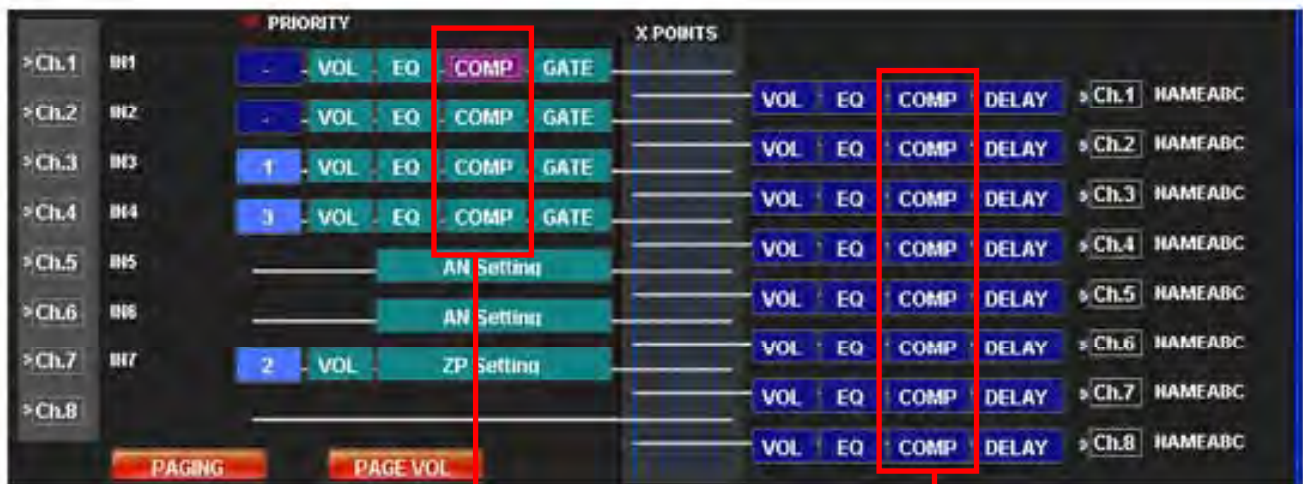 PRIORITY
X POINTS
>Ch.1 IN1 - VOL EQ COMP GATE
VOL EQ COMP DELAY >Ch.1 NAMEABC
>Ch.2 IN2 - VOL EQ COMP GATE
VOL EQ COMP DELAY >Ch.2 NAMEABC
>Ch.3 IN3 1 VOL EQ COMP GATE
VOL EQ COMP DELAY >Ch.3 NAMEABC
>Ch.4 IN4 3 VOL EQ COMP GATE
VOL EQ COMP DELAY >Ch.4 NAMEABC
>Ch.5 IN5 AN Setting
VOL EQ COMP DELAY >Ch.5 NAMEABC
>Ch.6 IN6 AN Setting
VOL EQ COMP DELAY >Ch.6 NAMEABC
>Ch.7 IN7 2 VOL ZP Setting
VOL EQ COMP DELAY >Ch.7 NAMEABC
>Ch.8
VOL EQ COMP DELAY >Ch.8 NAMEABC
PAGING PAGE VOL